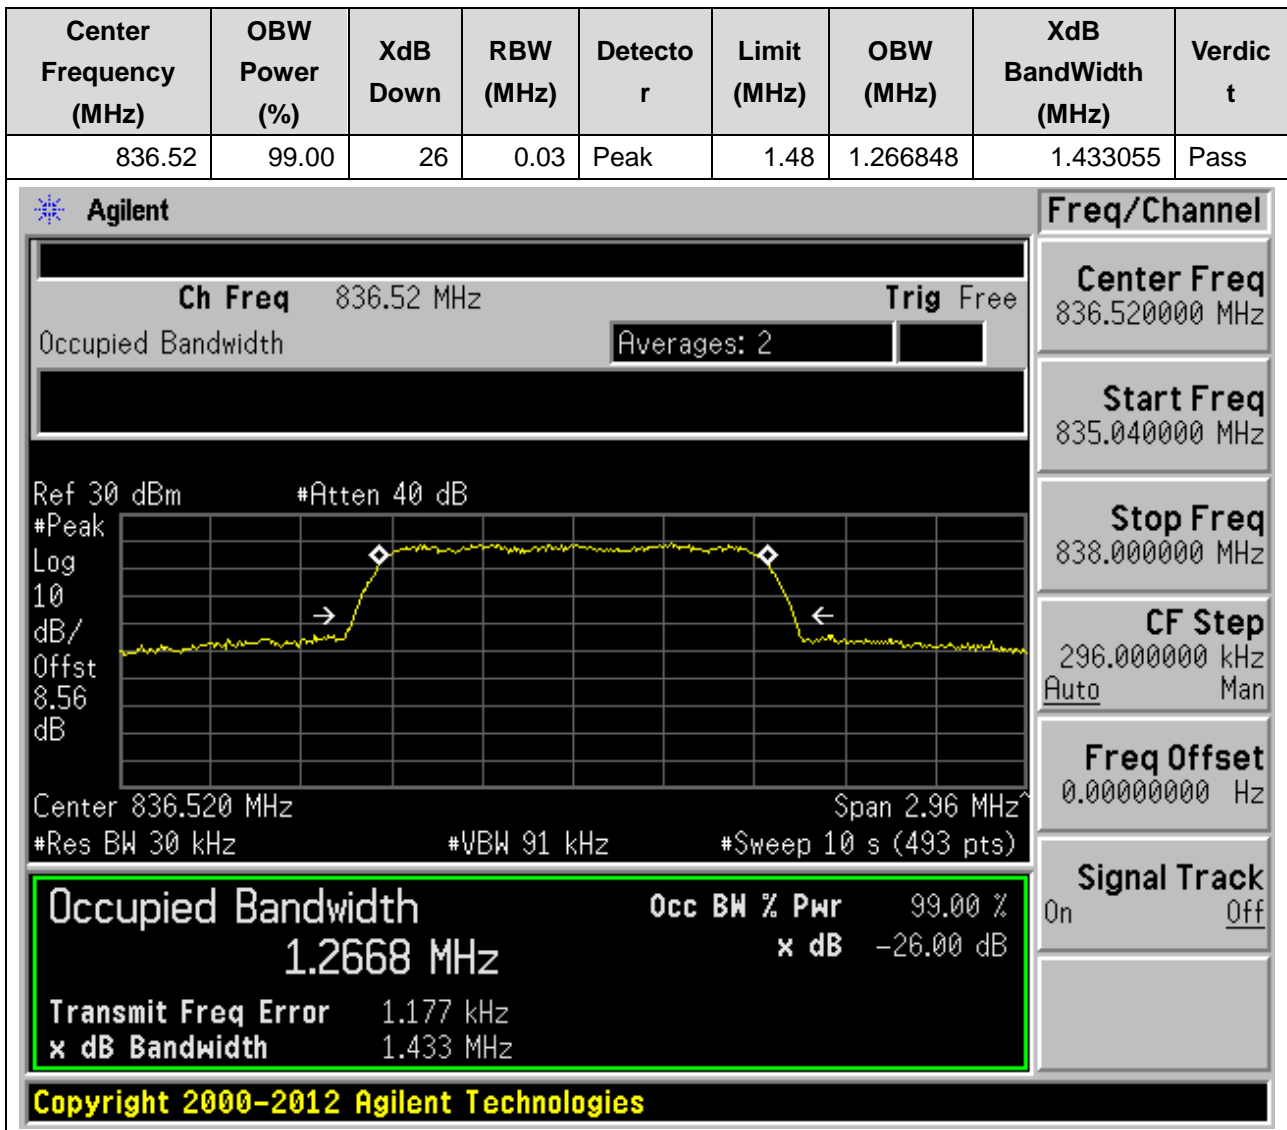 Center Frequency (MHz) OBW Power (%) XdB Down RBW (MHz) Detecto r Limit (MHz) OBW (MHz) XdB BandWidth (MHz) Verdic t
836.52 99.00 26 0.03 Peak 1.48 1.266848 1.433055 Pass
Agilent
Freq/Channel
Ch Freq 836.52 MHz Trig Free
Occupied Bandwidth Averages: 2
Center Freq
836.520000 MHz
Start Freq
835.040000 MHz
Stop Freq
838.000000 MHz
CF Step
296.000000 kHz
Auto Man
Freq Offset
0.00000000 Hz
Signal Track
On Off
Ref 30 dBm #Atten 40 dB
#Peak
Log
10
dB/
Offst
8.56
dB
Center 836.520 MHz Span 2.96 MHz^
#Res BW 30 kHz #VBW 91 kHz #Sweep 10 s (493 pts)
Occupied Bandwidth Occ BW % Pwr 99.00 %
1.2668 MHz x dB -26.00 dB
Transmit Freq Error 1.177 kHz
x dB Bandwidth 1.433 MHz
Copyright 2000-2012 Agilent Technologies